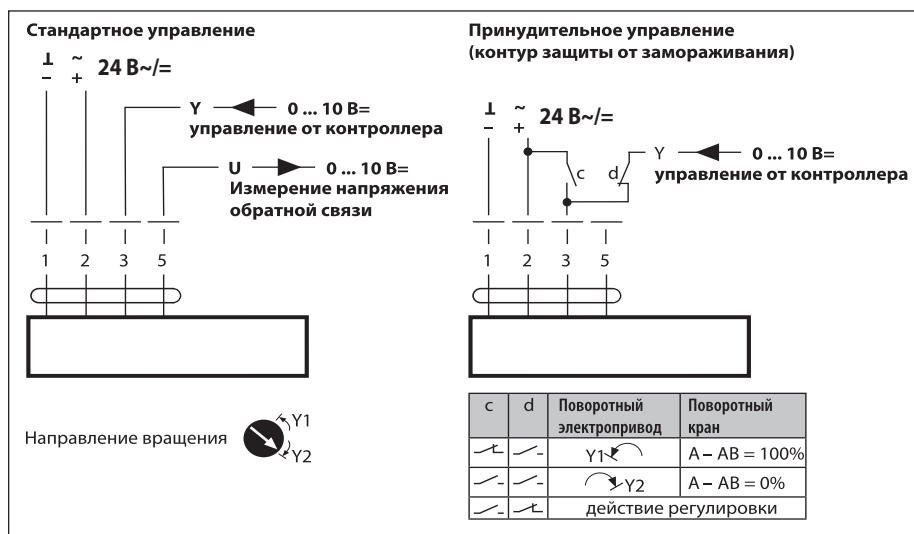 Стандартное управление
⊥ ~ 24 В~/=
– +
Y 0 ... 10 В=
управление от контроллера
U 0 ... 10 В=
Измерение напряжения
обратной связи
1 2 3 5
Направление вращения
Y1
Y2
Принудительное управление
(контур защиты от замораживания)
⊥ ~ 24 В~/=
– +
c d Y 0 ... 10 В=
управление от контроллера
1 2 3 5
c d Поворотный электропривод Поворотный кран
Y1 A – AB = 100%
Y2 A – AB = 0%
действие регулировки